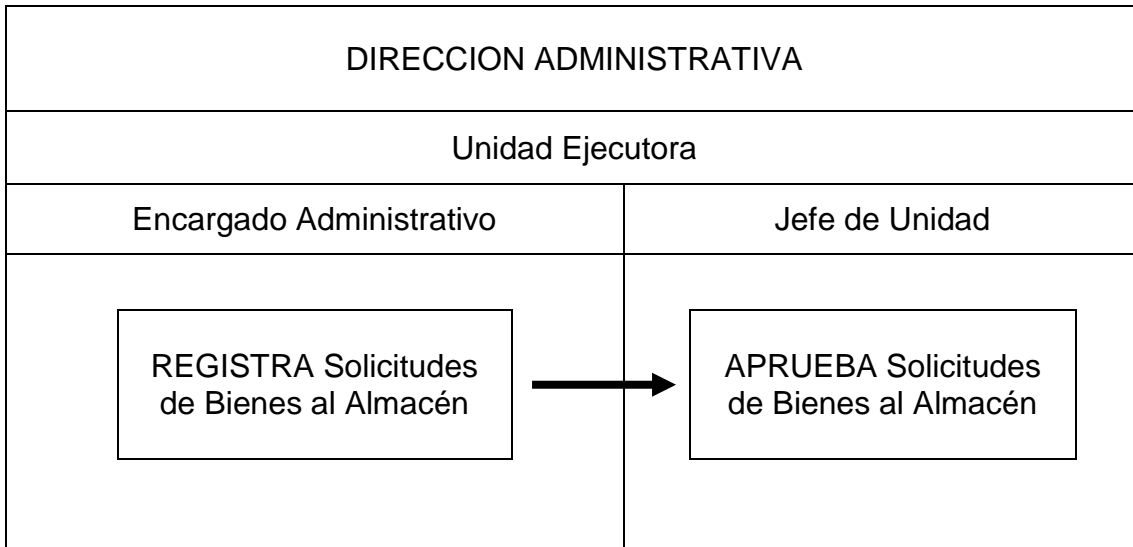 DIRECCION ADMINISTRATIVA
Unidad Ejecutora
Encargado Administrativo
Jefe de Unidad
REGISTRA Solicitudes
de Bienes al Almacén
APRUEBA Solicitudes
de Bienes al Almacén